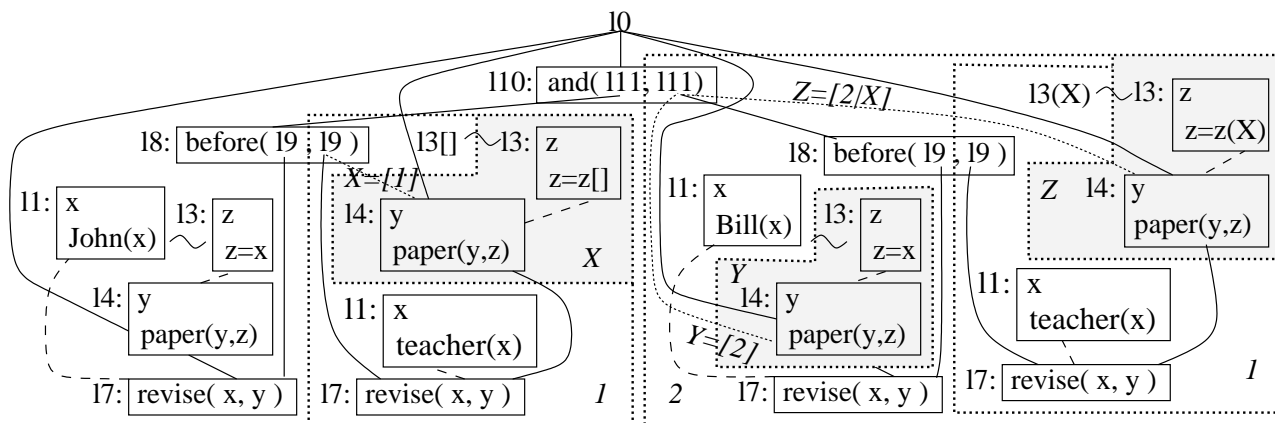 l0
l10: and( l11, l11)
Z=[2/X]
l3(X) l3: z
z=z(X)
l8: before( l9 , l9 )
l3[] l3: z
z=z[]
l8: before( l9 , l9 )
X=[1]
l1: x
John(x)
l3: z
z=x
l4: y
paper(y,z)
X
l1: x
Bill(x)
l3: z
z=x
Z l4: y
paper(y,z)
l4: y
paper(y,z)
l1: x
teacher(x)
Y
l4: y
paper(y,z)
Y=[2]
l1: x
teacher(x)
l7: revise( x, y )
l7: revise( x, y )
1
2
l7: revise( x, y )
l7: revise( x, y )
1